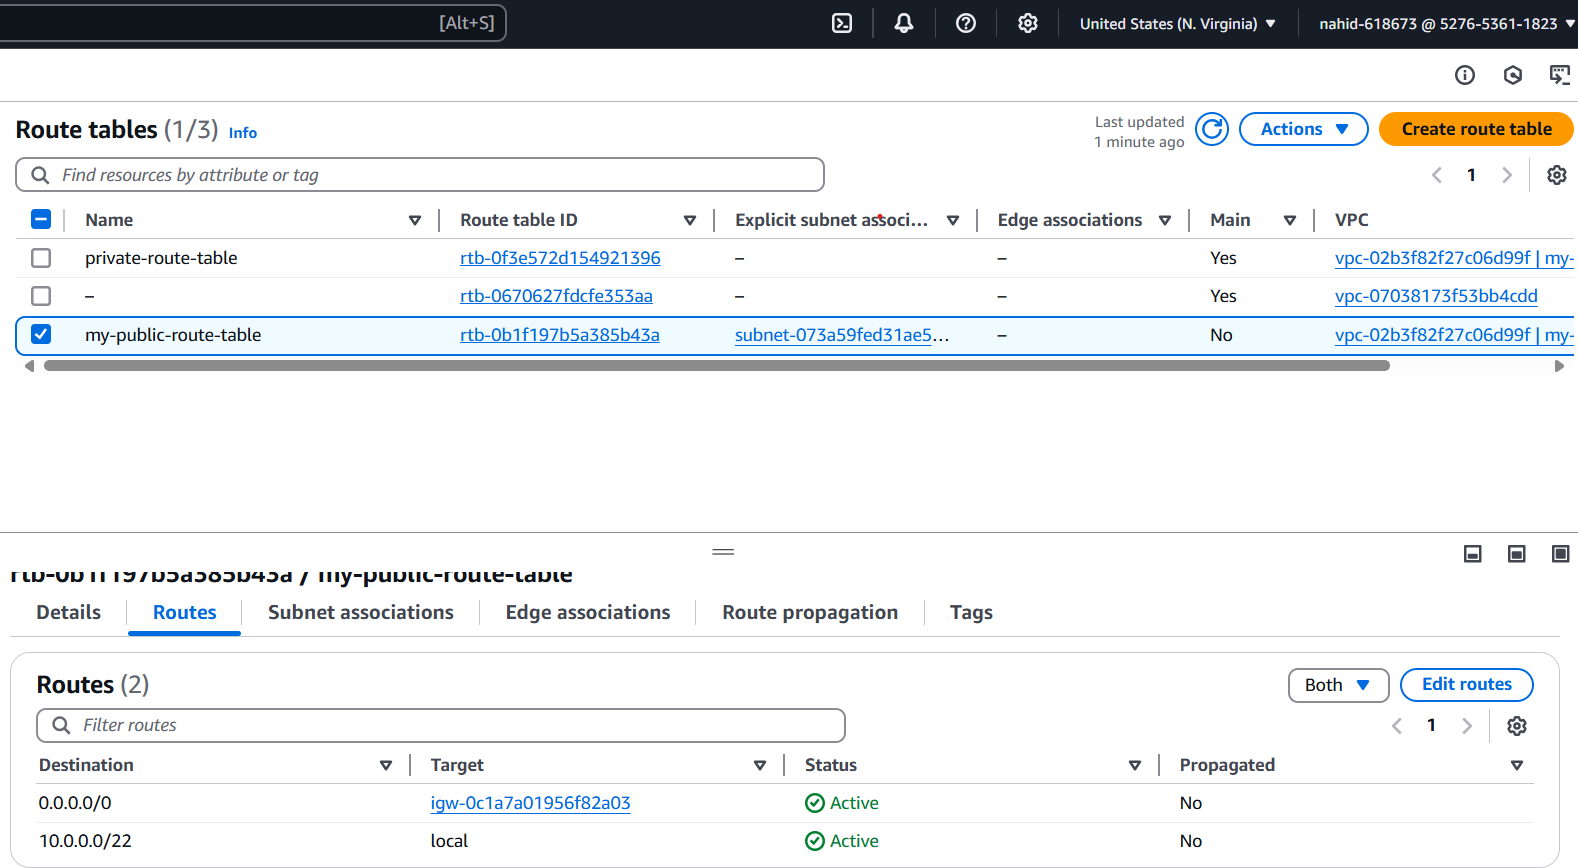 [Alt+S]
United States (N. Virginia)
nahid-618673 @ 5276-5361-1823
Route tables (1/3) Info
Last updated
1 minute ago
Actions
Create route table
Find resources by attribute or tag
1
Name Route table ID Explicit subnet associ... Edge associations Main VPC
private-route-table rtb-0f3e572d154921396 – – Yes vpc-02b3f82f27c06d99f | my-
– rtb-0670627fdcfe353aa – – Yes vpc-07038173f53bb4cdd
my-public-route-table rtb-0b1f197b5a385b43a subnet-073a59fed31ae5... – No vpc-02b3f82f27c06d99f | my-
rtb-0b1f197b5a385b43a / my-public-route-table
Details Routes Subnet associations Edge associations Route propagation Tags
Routes (2)
Both
Edit routes
Filter routes
1
Destination Target Status Propagated
0.0.0.0/0 igw-0c1a7a01956f82a03 Active No
10.0.0.0/22 local Active No